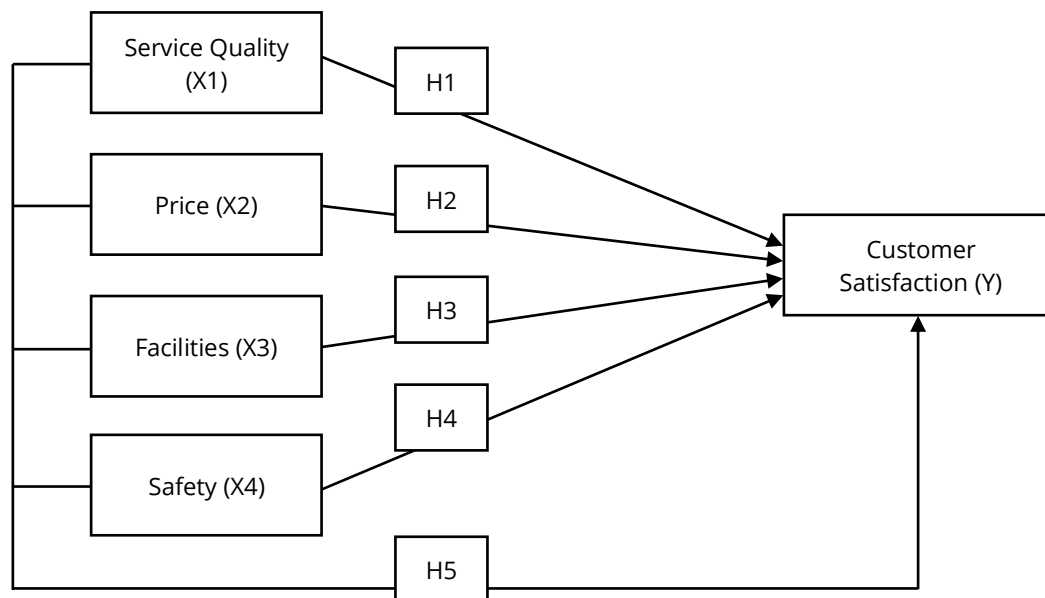 Service Quality
(X1)
H1
Price (X2)
H2
Customer
Satisfaction (Y)
Facilities (X3)
H3
Safety (X4)
H4
H5